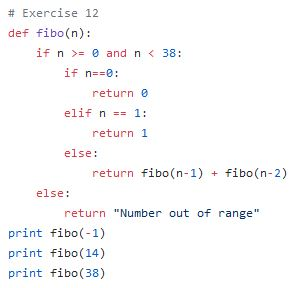 # Exercise 12
def fibo(n):
    if n >= 0 and n < 38:
        if n==0:
            return 0
        elif n == 1:
            return 1
        else:
            return fibo(n-1) + fibo(n-2)
    else:
        return "Number out of range"
print fibo(-1)
print fibo(14)
print fibo(38)